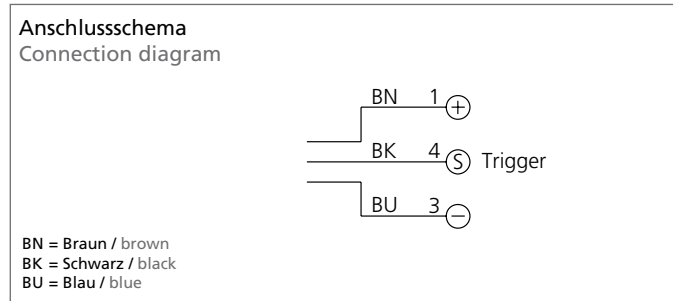 Anschlussschema
Connection diagram
BN 1 +
BK 4 S Trigger
BU 3 −
BN = Braun / brown
BK = Schwarz / black
BU = Blau / blue